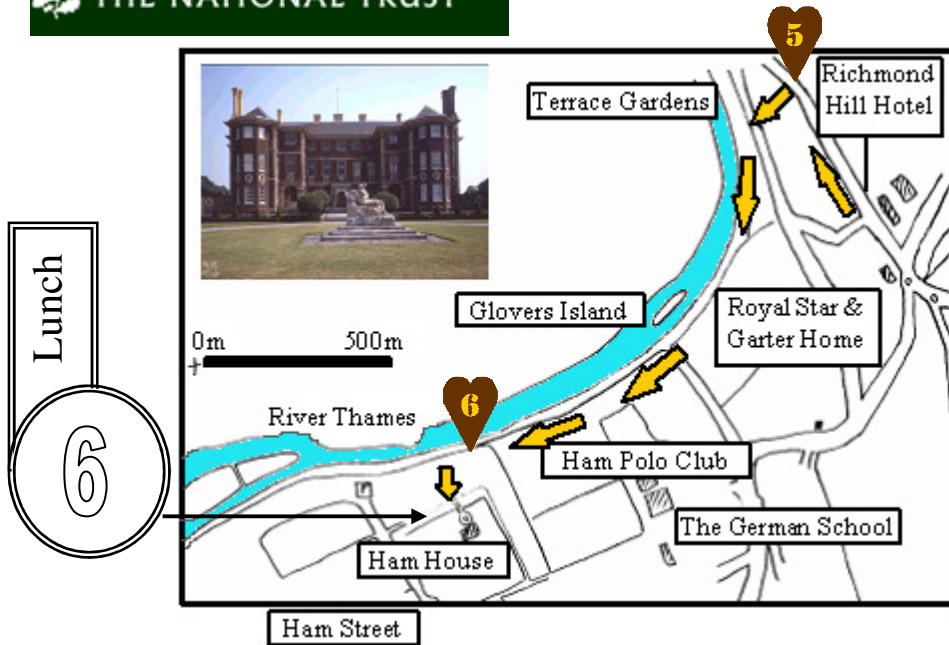 THE NATIONAL TRUST
5
Richmond
Hill Hotel
Terrace Gardens
Glovers Island
Royal Star &
Garter Home
0m 500m
Lunch
6
River Thames
6
Ham Polo Club
The German School
Ham House
Ham Street